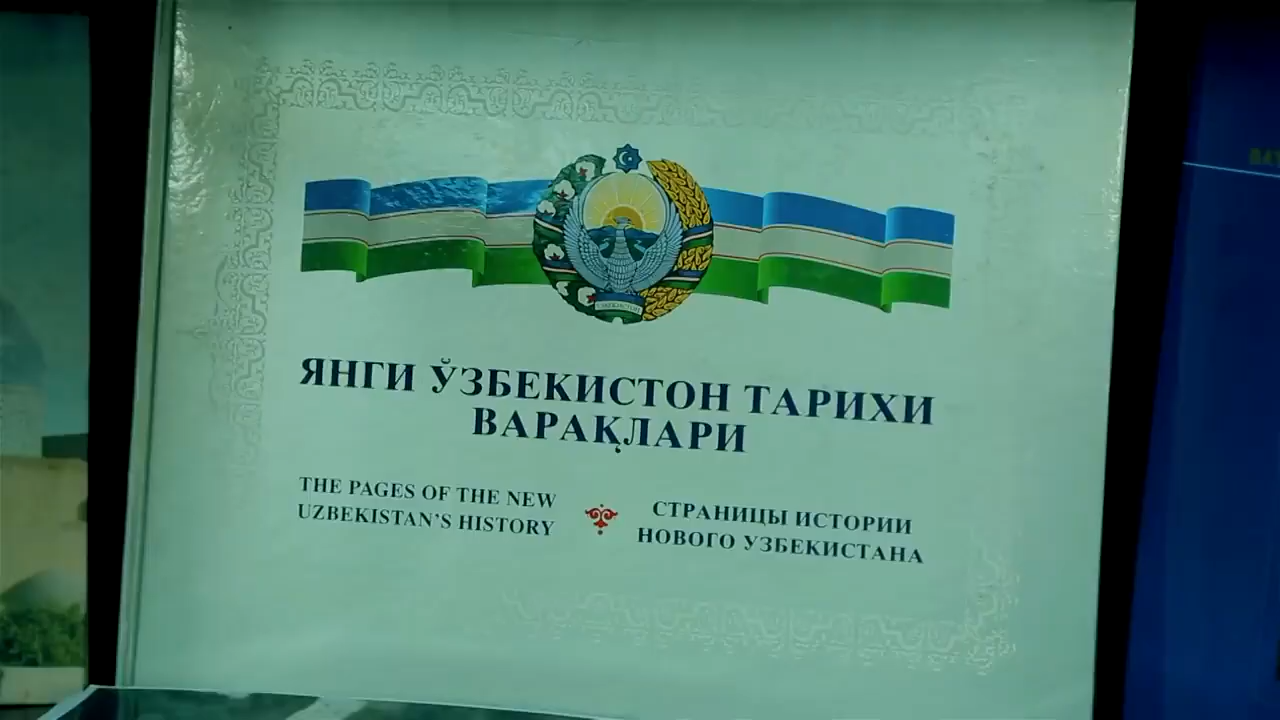 ЯНГИ ЎЗБЕКИСТОН ТАРИХИ
ВАРАҚЛАРИ
THE PAGES OF THE NEW
UZBEKISTAN'S HISTORY
СТРАНИЦЫ ИСТОРИИ
НОВОГО УЗБЕКИСТАНА